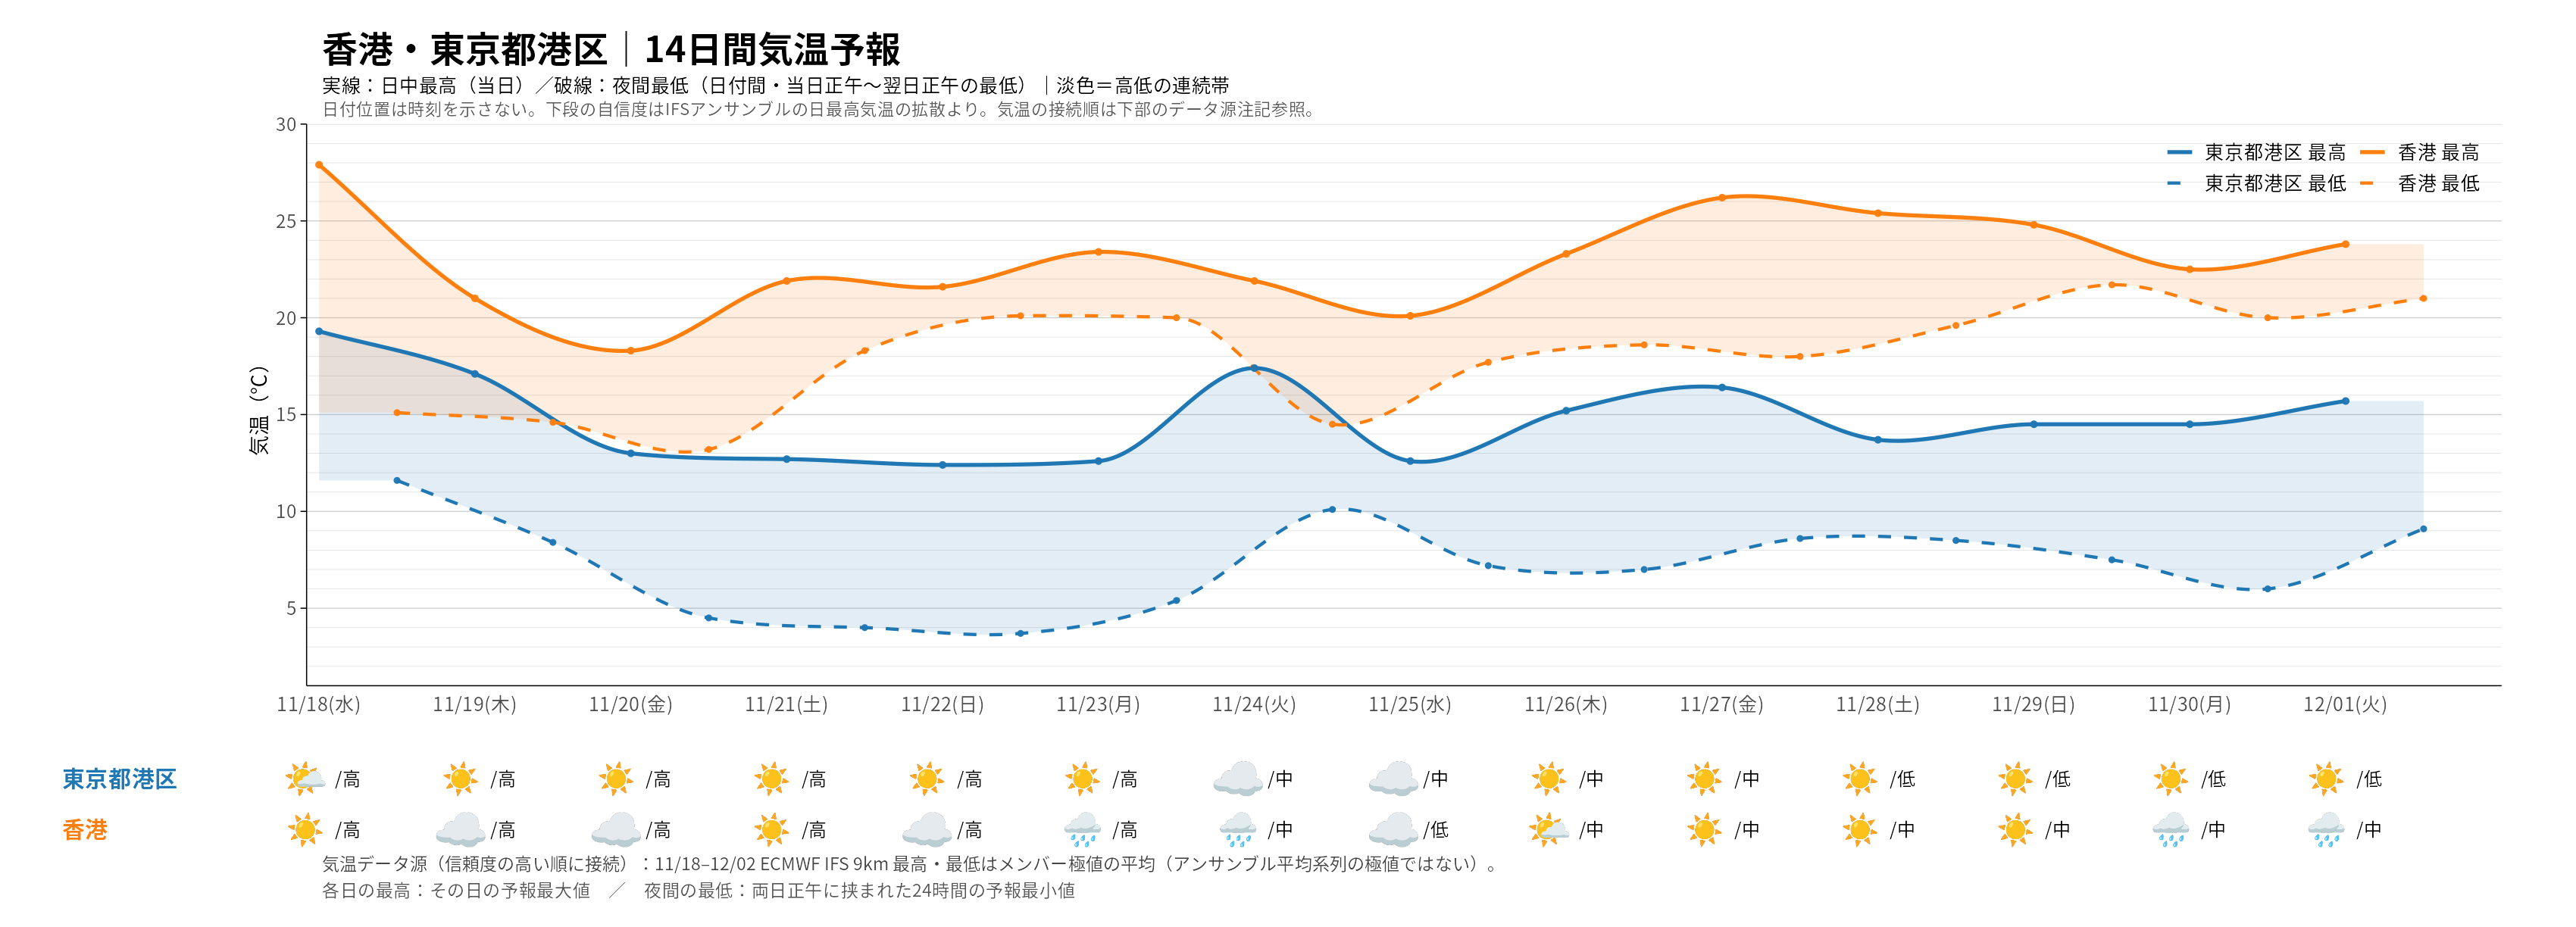 香港・東京都港区｜14日間気温予報
実線：日中最高（当日）／破線：夜間最低（日付間・当日正午～翌日正午の最低）｜淡色＝高低の連続帯
日付位置は時刻を示さない。下段の自信度はIFSアンサンブルの日最高気温の拡散より。気温の接続順は下部のデータ源注記参照。
東京都港区 最高 香港 最高
東京都港区 最低 香港 最低
気温（℃）
30
25
20
15
10
5
11/18(水) 11/19(木) 11/20(金) 11/21(土) 11/22(日) 11/23(月) 11/24(火) 11/25(水) 11/26(木) 11/27(金) 11/28(土) 11/29(日) 11/30(月) 12/01(火)
東京都港区 /高 /高 /高 /高 /高 /高 /中 /中 /中 /中 /低 /低 /低 /低
香港 /高 /高 /高 /高 /高 /高 /中 /低 /中 /中 /中 /中 /中 /中
気温データ源（信頼度の高い順に接続）：11/18–12/02 ECMWF IFS 9km 最高・最低はメンバー極値の平均（アンサンブル平均系列の極値ではない）。
各日の最高：その日の予報最大値　／　夜間の最低：両日正午に挟まれた24時間の予報最小値